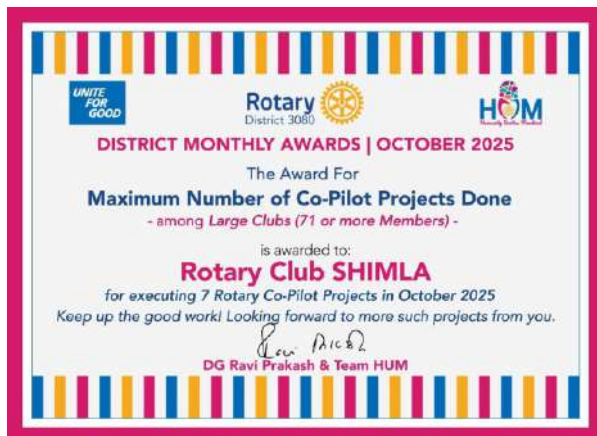 UNITE
FOR
GOOD
Rotary
District 3080
HUM
DISTRICT MONTHLY AWARDS | OCTOBER 2025
The Award For
Maximum Number of Co-Pilot Projects Done
- among Large Clubs (71 or more Members) -
is awarded to:
Rotary Club SHIMLA
for executing 7 Rotary Co-Pilot Projects in October 2025
Keep up the good work! Looking forward to more such projects from you.
DG Ravi Prakash & Team HUM